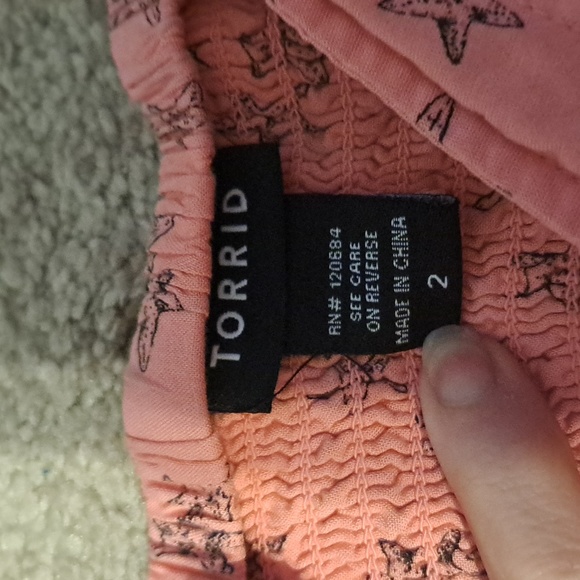 TORRID
RN# 120684
SEE CARE
ON REVERSE
MADE IN CHINA
2